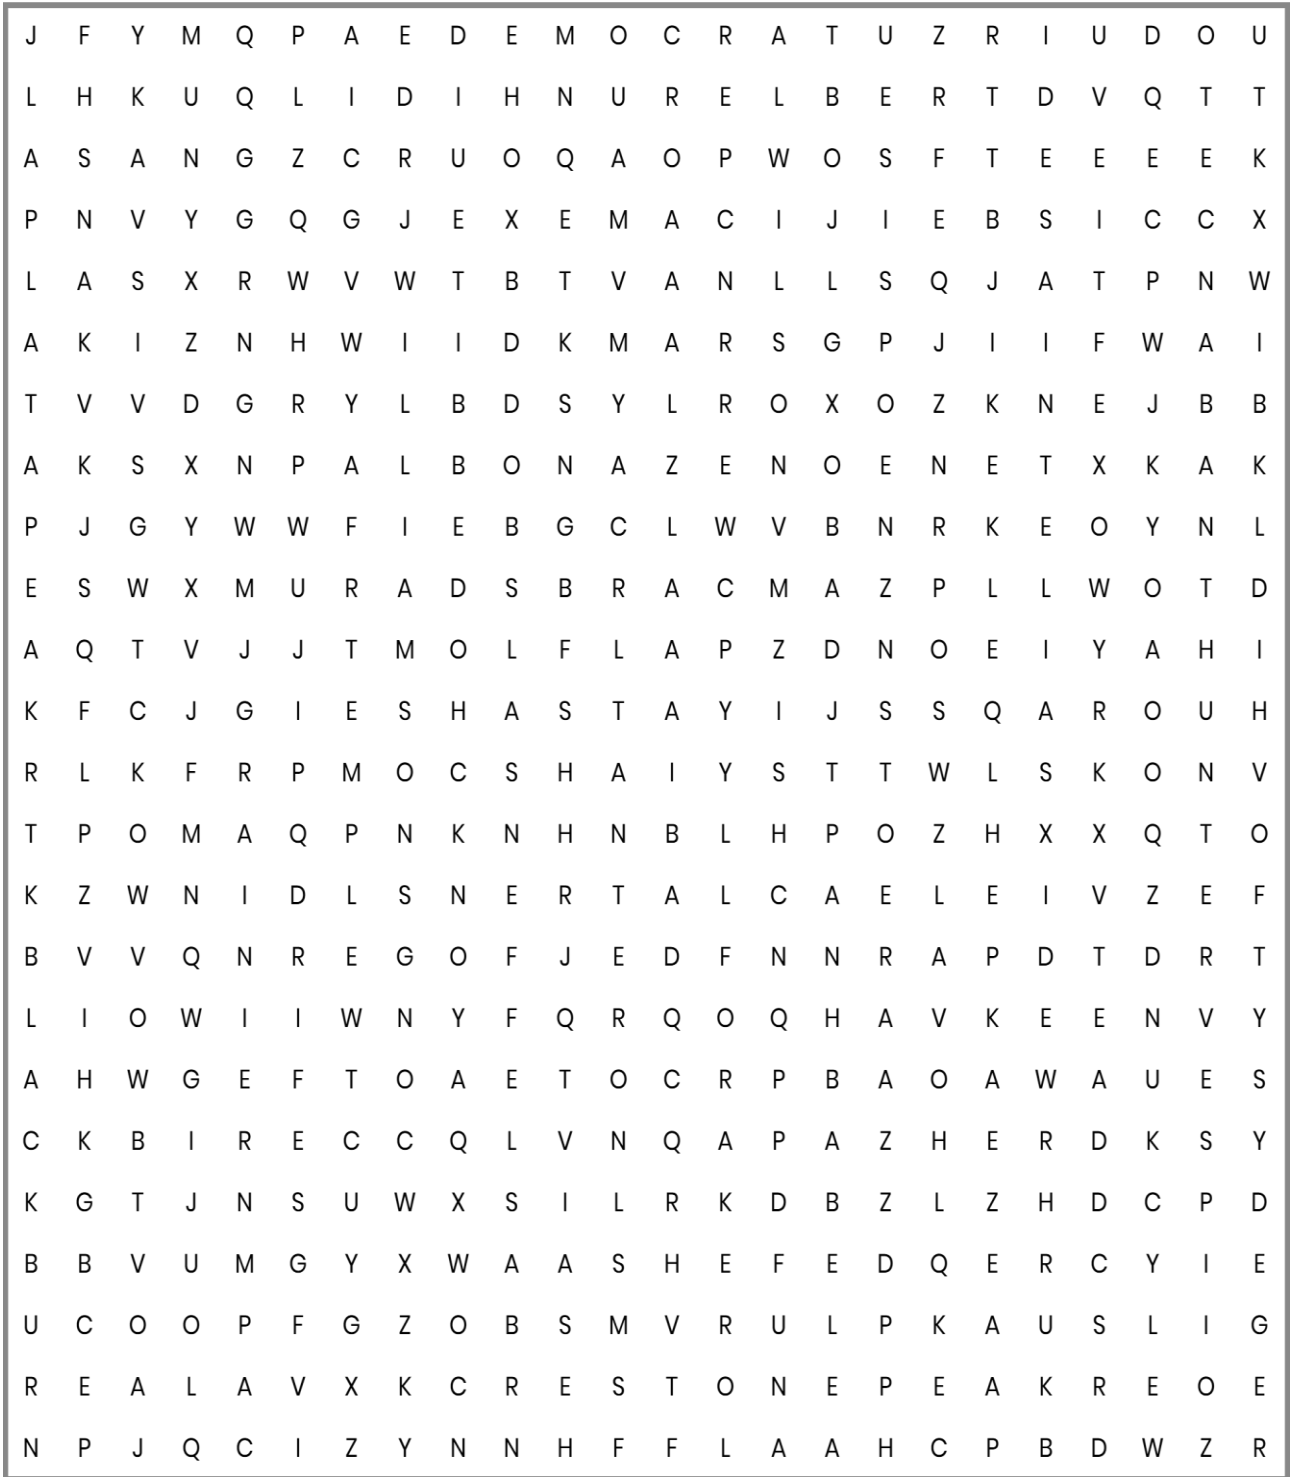 J F Y M Q P A E D E M O C R A T U Z R I U D O U
L H K U Q L I D I H N U R E L B E R T D V Q T T
A S A N G Z C R U O Q A O P W O S F T E E E E K
P N V Y G Q G J E X E M A C I J I E B S I C C X
L A S X R W V W T B T V A N L L S Q J A T P N W
A K I Z N H W I I D K M A R S G P J I I F W A I
T V V D G R Y L B D S Y L R O X O Z K N E J B B
A K S X N P A L B O N A Z E N O E N E T X K A K
P J G Y W W F I E B G C L W V B N R K E O Y N L
E S W X M U R A D S B R A C M A Z P L L W O T D
A Q T V J J T M O L F L A P Z D N O E I Y A H I
K F C J G I E S H A S T A Y I J S S Q A R O U H
R L K F R P M O C S H A I Y S T T W L S K O N V
T P O M A Q P N K N H N B L H P O Z H X X Q T O
K Z W N I D L S N E R T A L C A E L E I V Z E F
B V V Q N R E G O F J E D F N N R A P D T D R T
L I O W I I W N Y F Q R Q O Q H A V K E E N V Y
A H W G E F T O A E T O C R P B A O A W A U E S
C K B I R E C C Q L V N Q A P A Z H E R D K S Y
K G T J N S U W X S I L R K D B Z L Z H D C P D
B B V U M G Y X W A A S H E F E D Q E R C Y I E
U C O O P F G Z O B S M V R U L P K A U S L I G
R E A L A V X K C R E S T O N E P E A K R E O E
N P J Q C I Z Y N N H F F L A A H C P B D W Z R